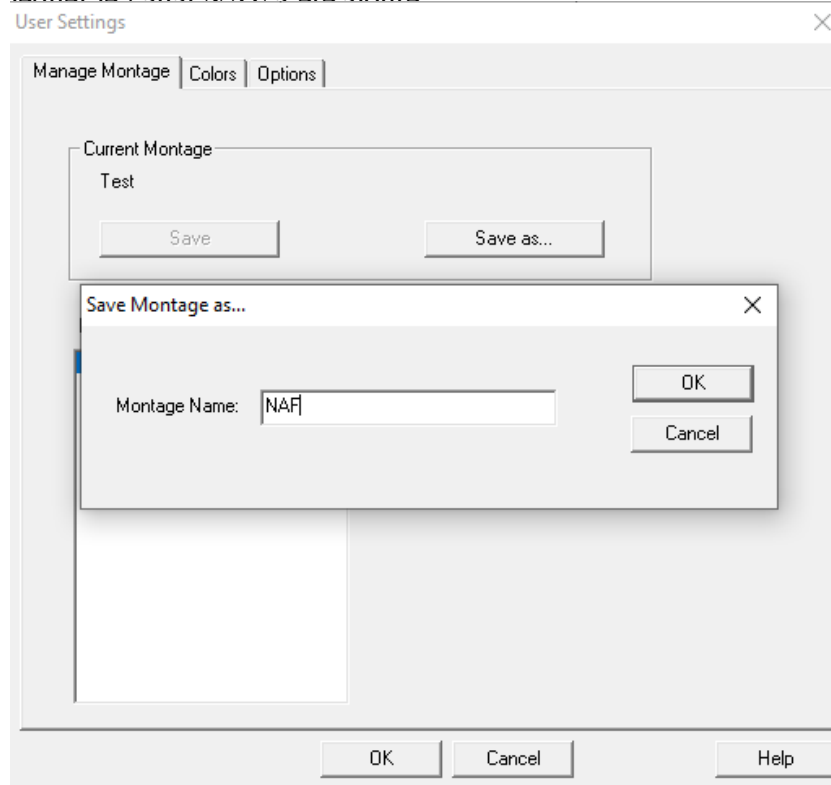 User Settings
Manage Montage Colors Options
Current Montage
Test
Save Save as...
Save Montage as...
Montage Name: NAF OK
Cancel
OK Cancel Help